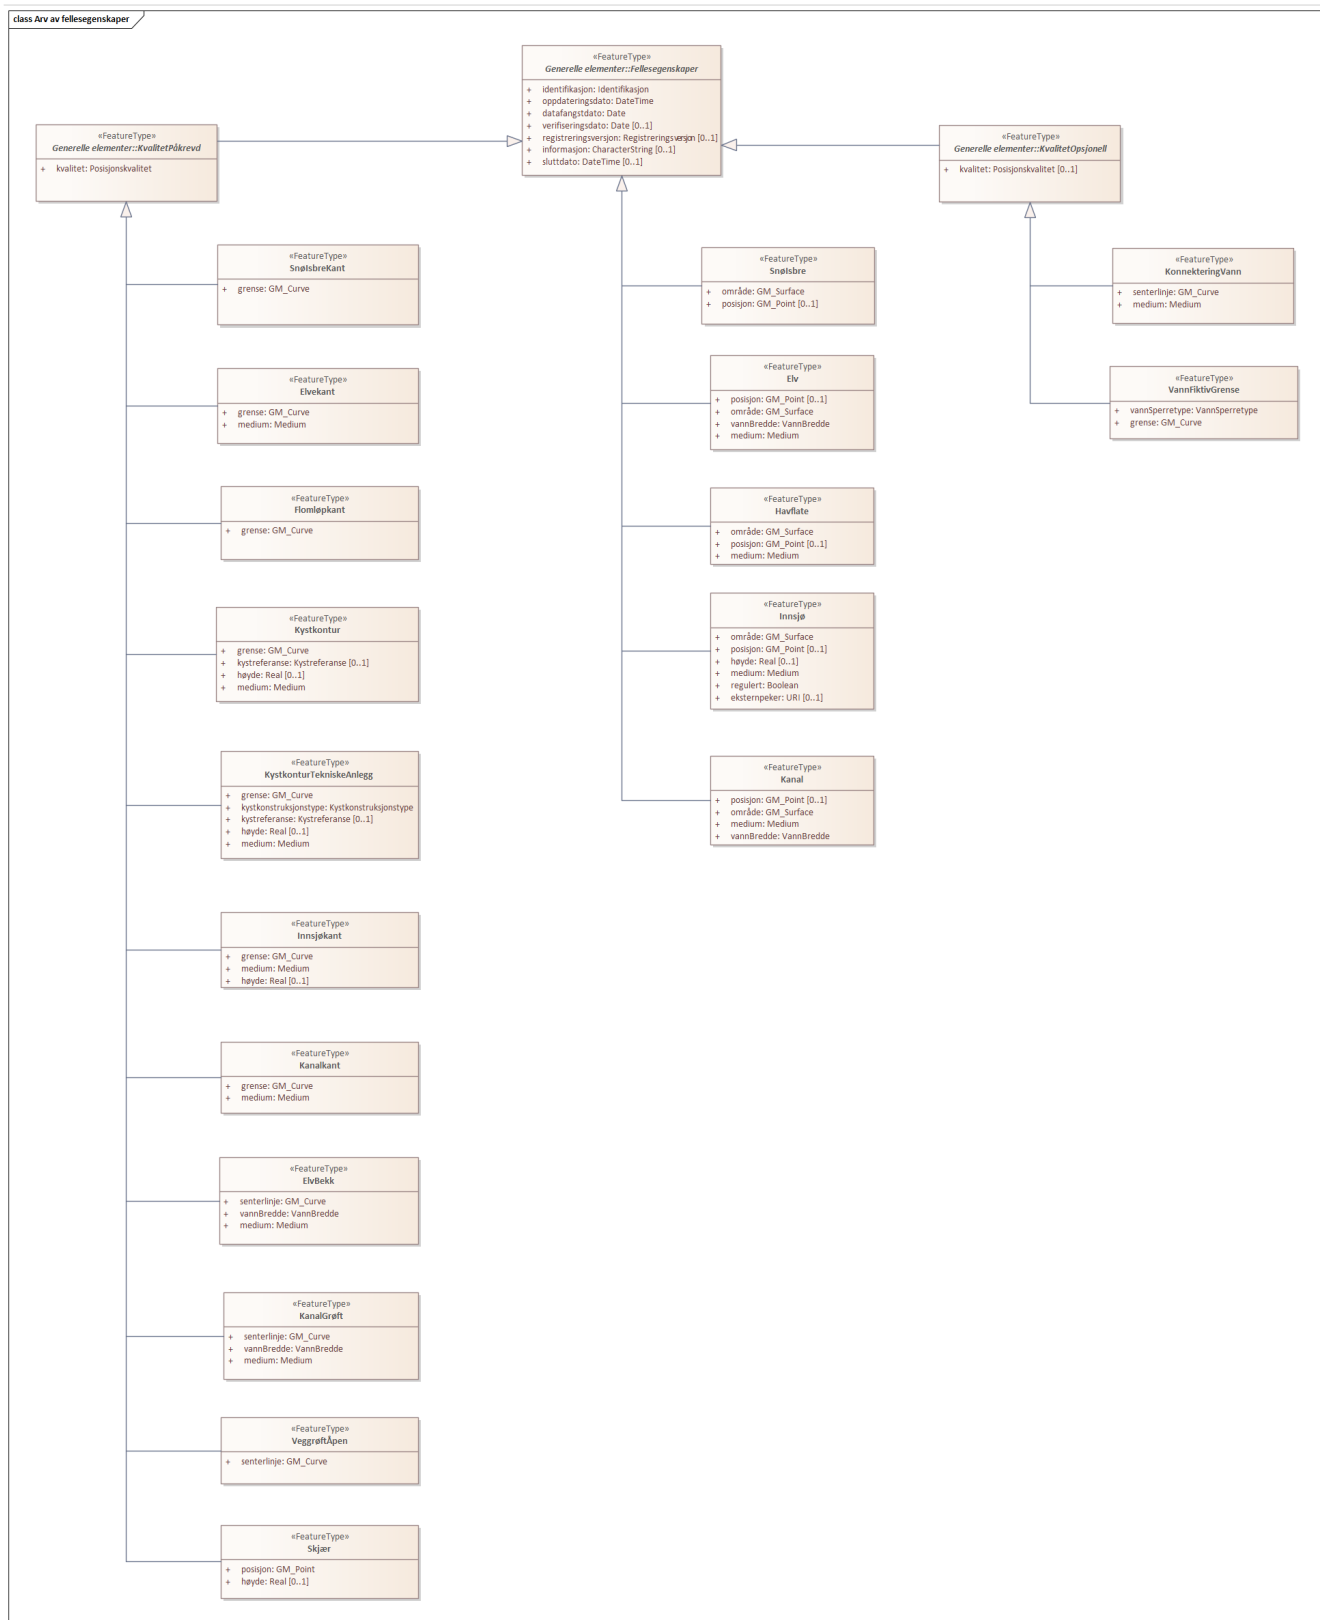 class Arv av fellesegenskaper
«FeatureType»
Generelle elementer::Fellesegenskaper
+ identifikasjon: Identifikasjon
+ oppdateringsdato: DateTime
+ datafangstdato: Date
+ verifiseringsdato: Date [0..1]
+ registreringsversjon: Registreringsversjon [0..1]
+ informasjon: CharacterString [0..1]
+ sluttdato: DateTime [0..1]
«FeatureType»
Generelle elementer::KvalitetPåkrevd
+ kvalitet: Posisjonskvalitet
«FeatureType»
Generelle elementer::KvalitetOpsjonell
+ kvalitet: Posisjonskvalitet [0..1]
«FeatureType»
SnøIsbreKant
+ grense: GM_Curve
«FeatureType»
Elvekant
+ grense: GM_Curve
+ medium: Medium
«FeatureType»
Flomløpkant
+ grense: GM_Curve
«FeatureType»
Kystkontur
+ grense: GM_Curve
+ kystreferanse: Kystreferanse [0..1]
+ høyde: Real [0..1]
+ medium: Medium
«FeatureType»
KystkonturTekniskeAnlegg
+ grense: GM_Curve
+ kystkonstruksjonstype: Kystkonstruksjonstype
+ kystreferanse: Kystreferanse [0..1]
+ høyde: Real [0..1]
+ medium: Medium
«FeatureType»
Innsjøkant
+ grense: GM_Curve
+ medium: Medium
+ høyde: Real [0..1]
«FeatureType»
Kanalkant
+ grense: GM_Curve
+ medium: Medium
«FeatureType»
ElvBekk
+ senterlinje: GM_Curve
+ vannBredde: VannBredde
+ medium: Medium
«FeatureType»
KanalGrøft
+ senterlinje: GM_Curve
+ vannBredde: VannBredde
+ medium: Medium
«FeatureType»
VeggrøftÅpen
+ senterlinje: GM_Curve
«FeatureType»
Skjær
+ posisjon: GM_Point
+ høyde: Real [0..1]
«FeatureType»
SnøIsbre
+ område: GM_Surface
+ posisjon: GM_Point [0..1]
«FeatureType»
Elv
+ posisjon: GM_Point [0..1]
+ område: GM_Surface
+ vannBredde: VannBredde
+ medium: Medium
«FeatureType»
Havflate
+ område: GM_Surface
+ posisjon: GM_Point [0..1]
+ medium: Medium
«FeatureType»
Innsjø
+ område: GM_Surface
+ posisjon: GM_Point [0..1]
+ høyde: Real [0..1]
+ medium: Medium
+ regulert: Boolean
+ eksternpeker: URI [0..1]
«FeatureType»
Kanal
+ posisjon: GM_Point [0..1]
+ område: GM_Surface
+ medium: Medium
+ vannBredde: VannBredde
«FeatureType»
KonnekteringVann
+ senterlinje: GM_Curve
+ medium: Medium
«FeatureType»
VannFiktivGrense
+ vannSperretype: VannSperretype
+ grense: GM_Curve